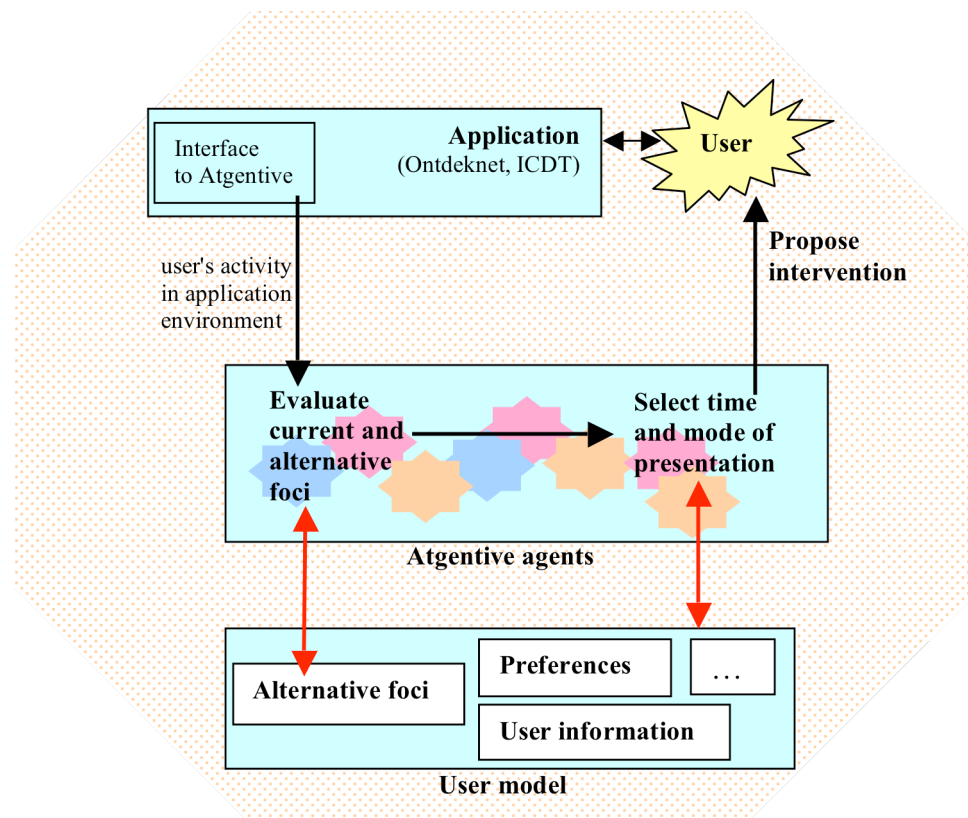 Application
(Ontdeknet, ICDT)
Interface
to Atgentive
User
Propose
intervention
user's activity
in application
environment
Evaluate
current and
alternative
foci
Select time
and mode of
presentation
Atgentive agents
Alternative foci
Preferences
…
User information
User model